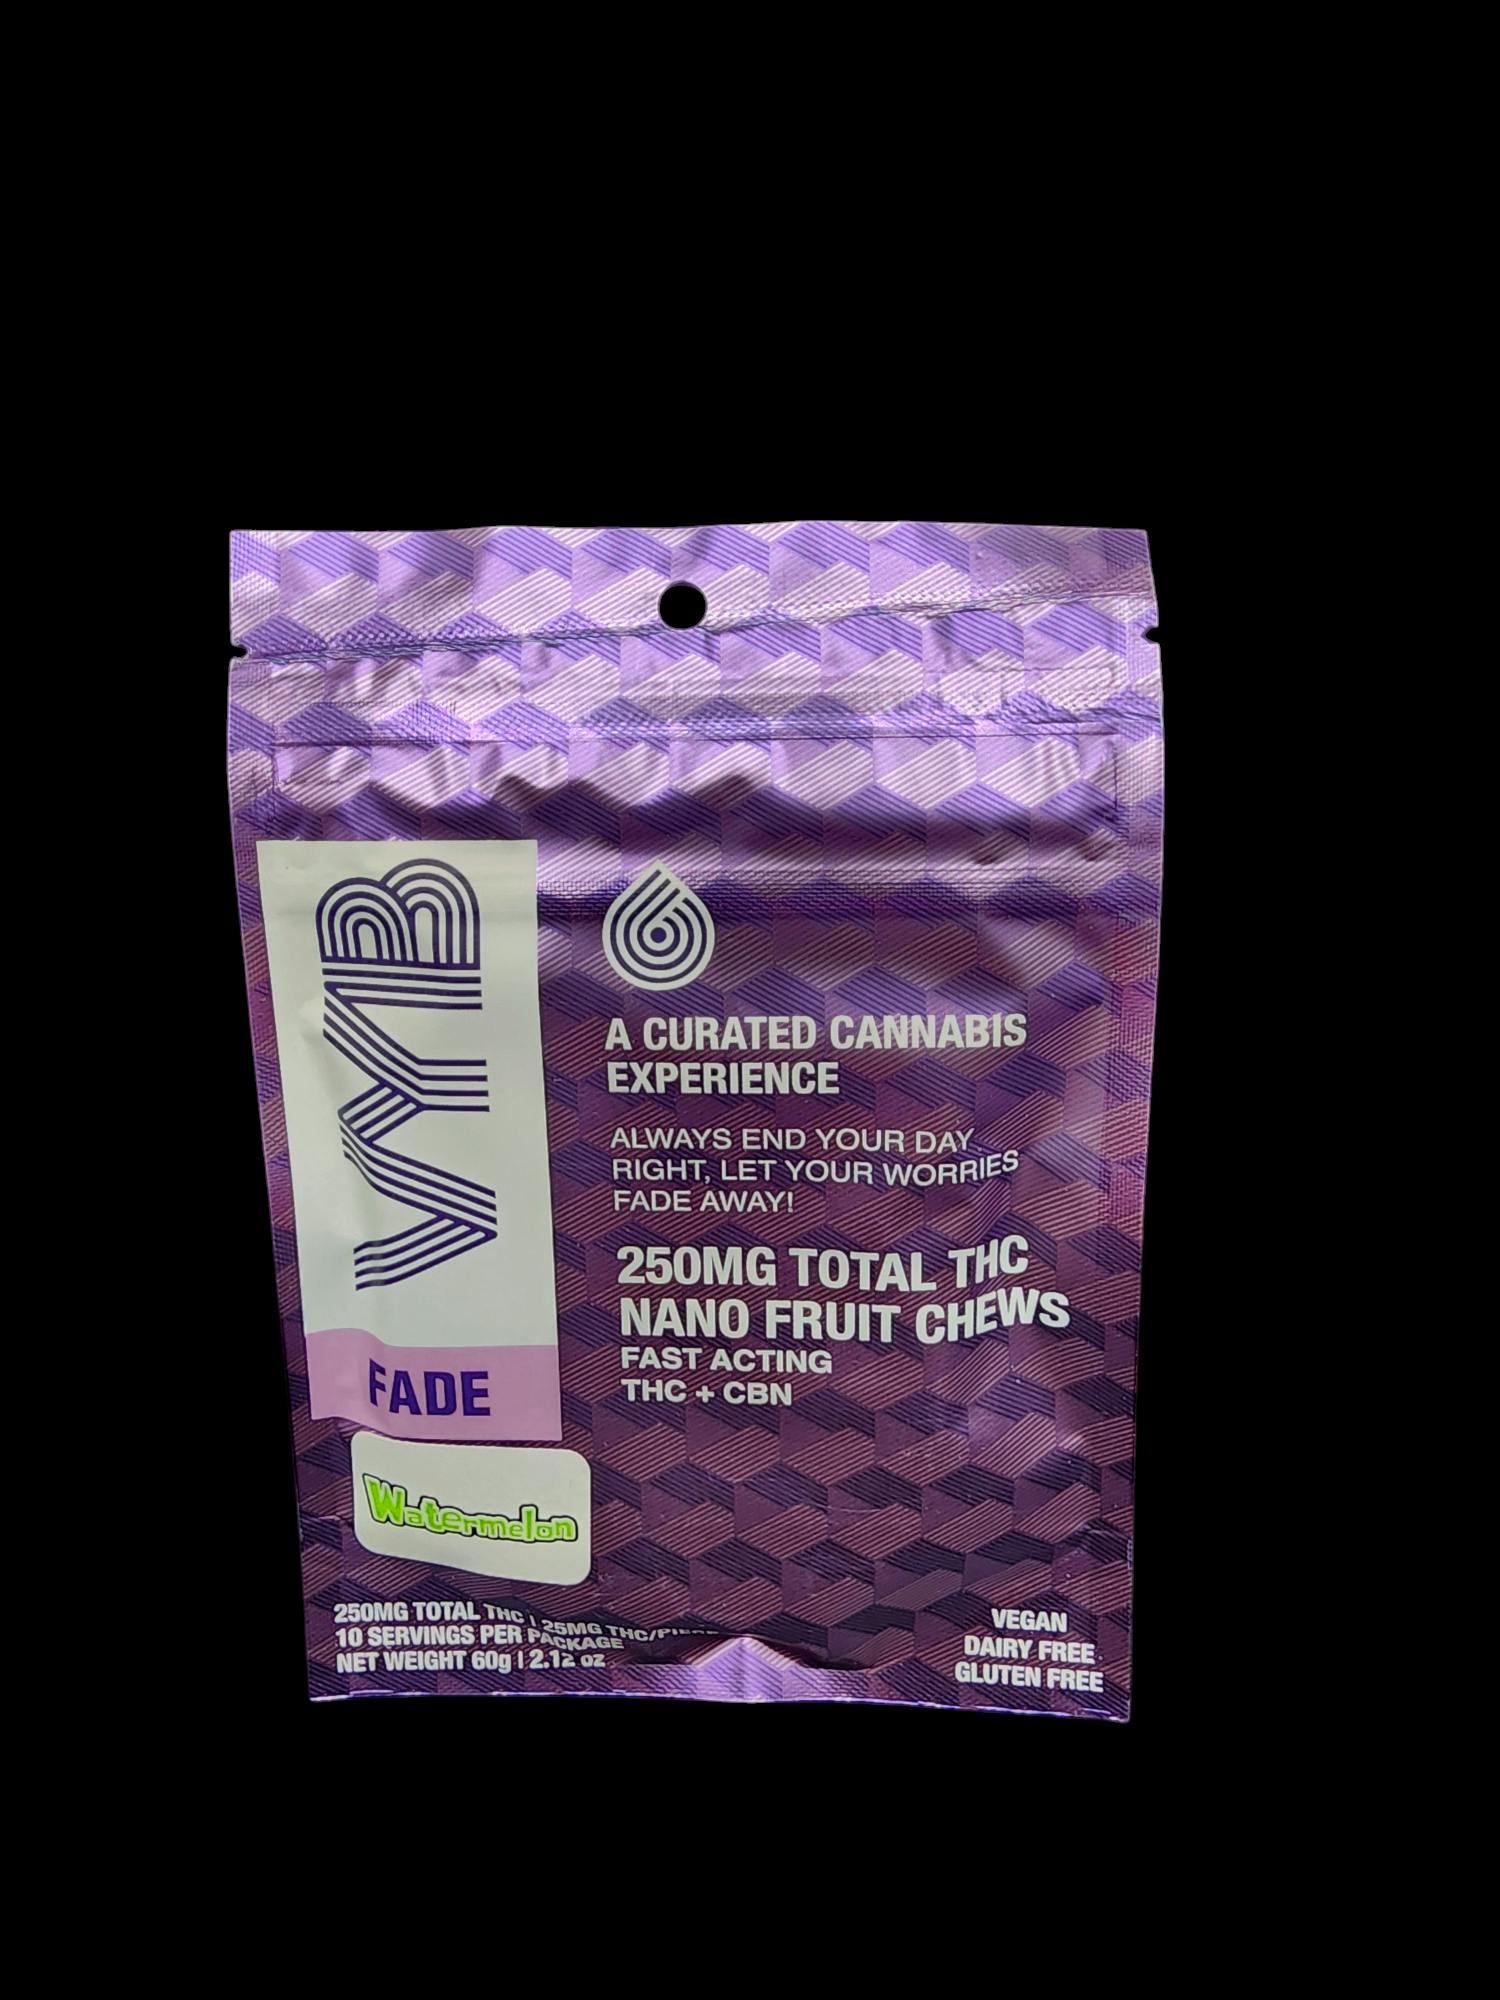 VYIB
FADE
Watermelon
A CURATED CANNABIS
EXPERIENCE
ALWAYS END YOUR DAY
RIGHT, LET YOUR WORRIES
FADE AWAY!
250MG TOTAL THC
NANO FRUIT CHEWS
FAST ACTING
THC + CBN
250MG TOTAL THC | 25MG
10 SERVINGS PER PACKAGE
NET WEIGHT 60g | 2.12 oz
VEGAN
DAIRY FREE
GLUTEN FREE